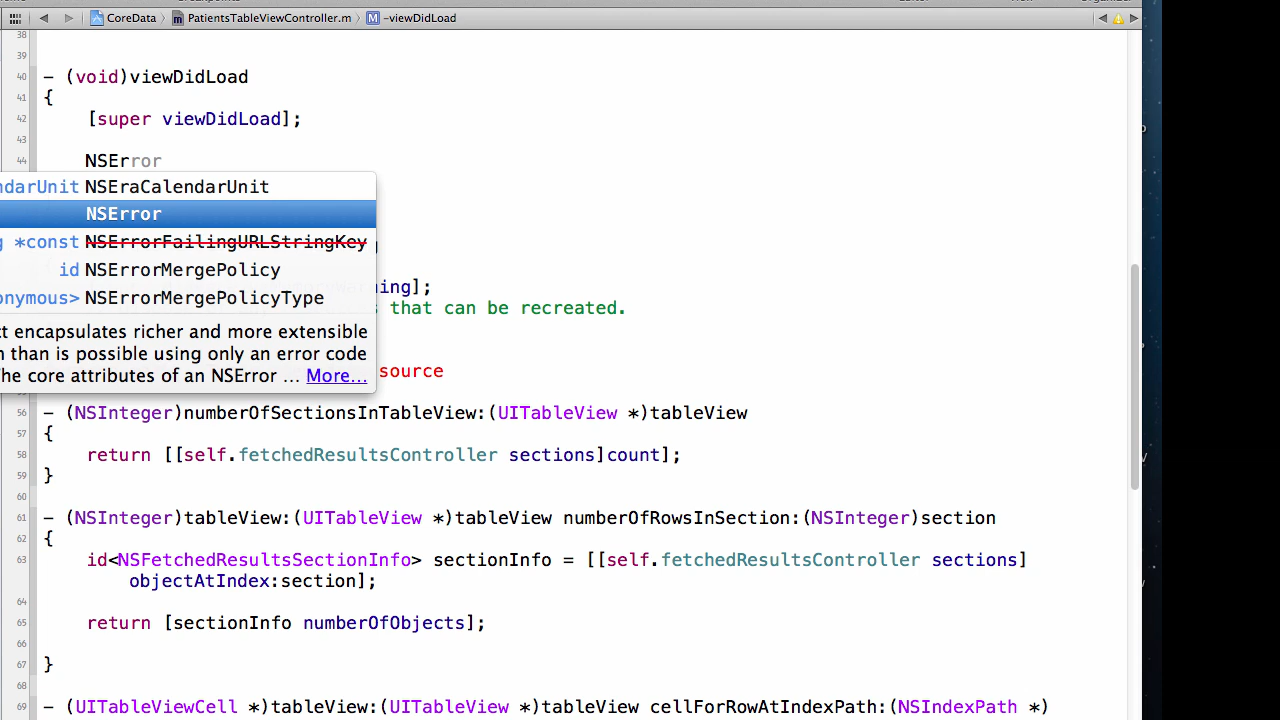 CoreData PatientsTableViewController.m -viewDidLoad
38
39
40 - (void)viewDidLoad
41 {
42 [super viewDidLoad];
43
44 NSError
ndarUnit NSEraCalendarUnit
NSError
g *const NSErrorFailingURLStringKey
id NSErrorMergePolicy
onymous> NSErrorMergePolicyType
ning];
s that can be recreated.
ct encapsulates richer and more extensible
n than is possible using only an error code
The core attributes of an NSError ... More...
source
56 - (NSInteger)numberOfSectionsInTableView:(UITableView *)tableView
57 {
58 return [[self.fetchedResultsController sections]count];
59 }
60
61 - (NSInteger)tableView:(UITableView *)tableView numberOfRowsInSection:(NSInteger)section
62 {
63 id<NSFetchedResultsSectionInfo> sectionInfo = [[self.fetchedResultsController sections]
objectAtIndex:section];
64
65 return [sectionInfo numberOfObjects];
66
67 }
68
69 - (UITableViewCell *)tableView:(UITableView *)tableView cellForRowAtIndexPath:(NSIndexPath *)